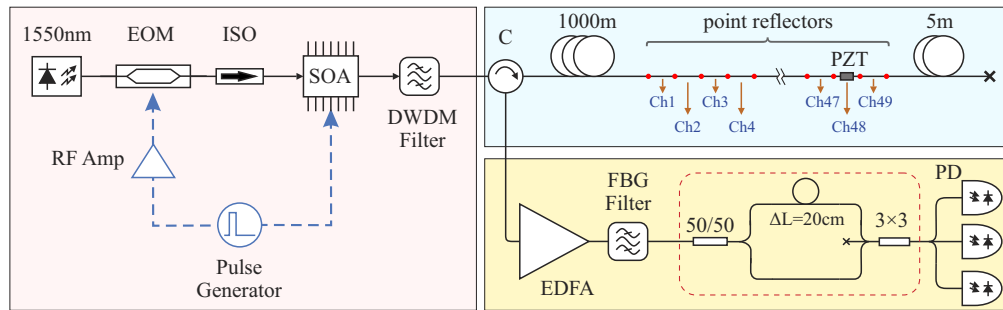 1550nm
EOM
ISO
SOA
DWDM
Filter
RF Amp
Pulse
Generator
C
1000m
point reflectors
5m
PZT
Ch1
Ch2
Ch3
Ch4
Ch47
Ch48
Ch49
EDFA
FBG
Filter
50/50
ΔL=20cm
3×3
PD